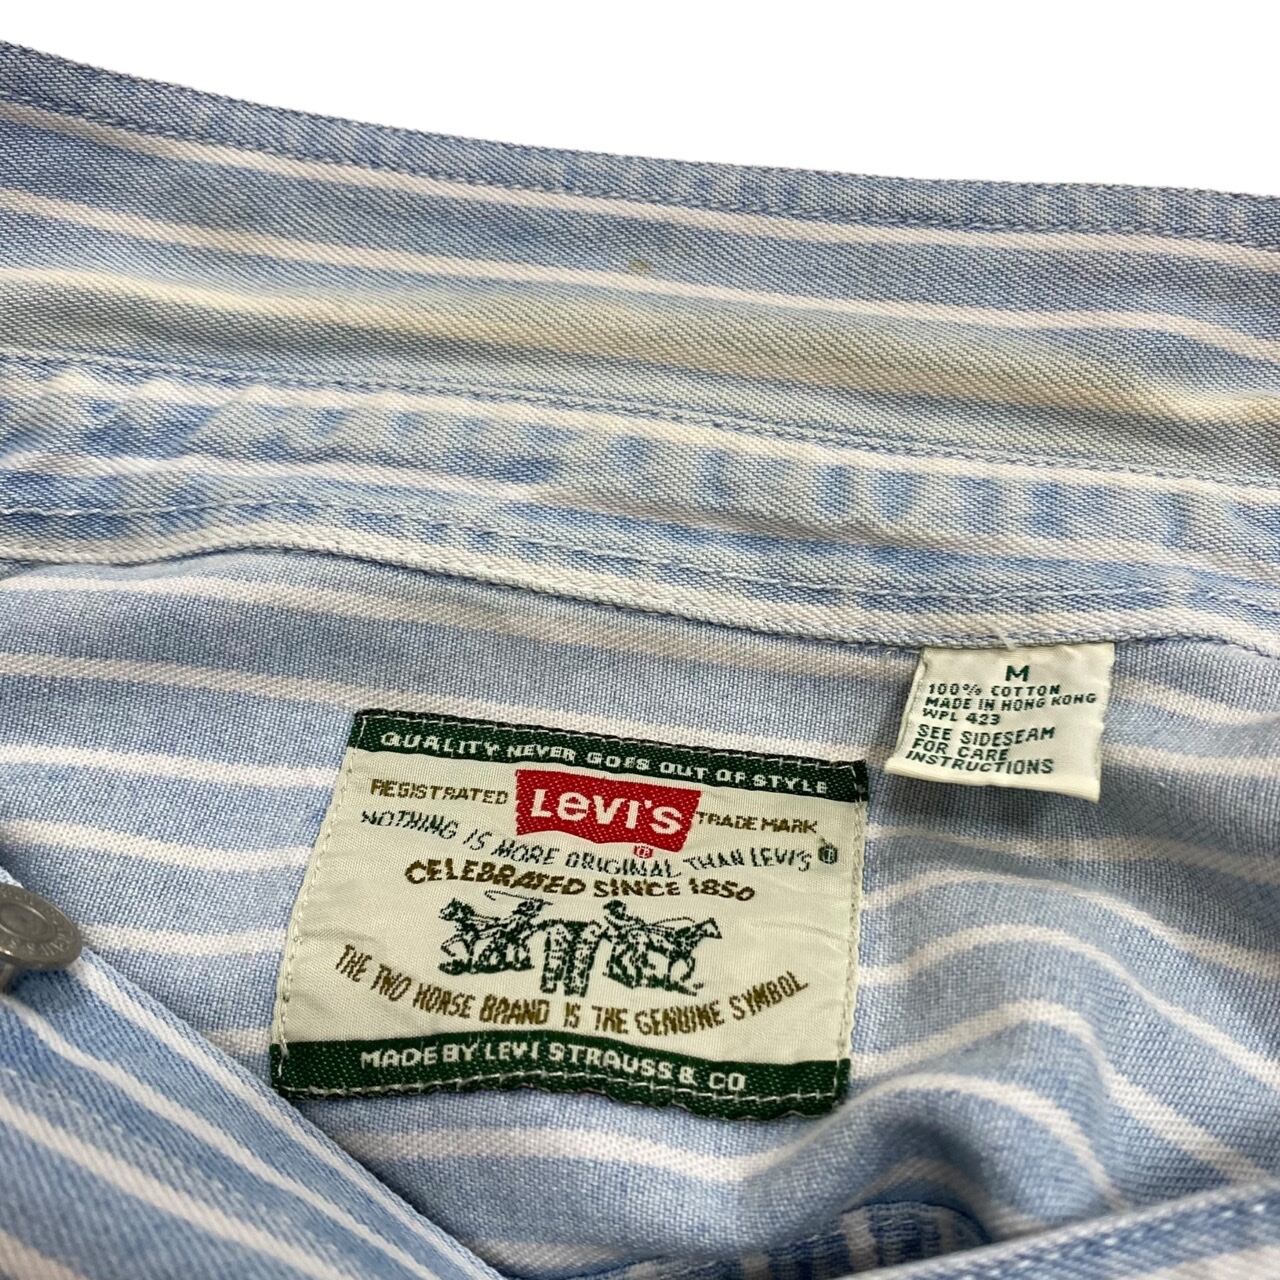 M
100% COTTON
MADE IN HONG KONG
WPL 423
SEE SIDESEAM
FOR CARE
INSTRUCTIONS
QUALITY NEVER GOES OUT OF STYLE
REGISTRATED LEVI'S TRADEMARK
NOTHING IS MORE ORIGINAL THAN LEVI'S ®
CELEBRATED SINCE 1850
THE TWO HORSE BRAND IS THE GENUINE SYMBOL
MADE BY LEVI STRAUSS & CO